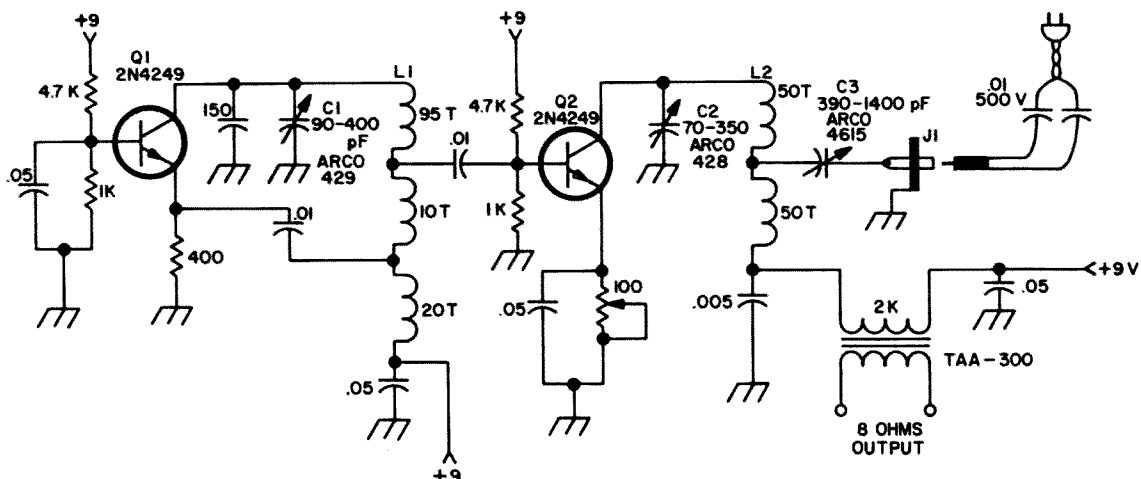 +9
Q1
2N4249
4.7 K
.05
1K
150
C1
90-400
pF
ARCO
429
L1
95 T
10 T
20T
.01
400
.05
+9
+9
4.7K
.01
1K
Q2
2N4249
.05
100
C2
70-350
ARCO
428
L2
50T
50T
.005
C3
390-1400 pF
ARCO
4615
J1
.01
500 V
2K
.05
+9 V
TAA-300
8 OHMS
OUTPUT